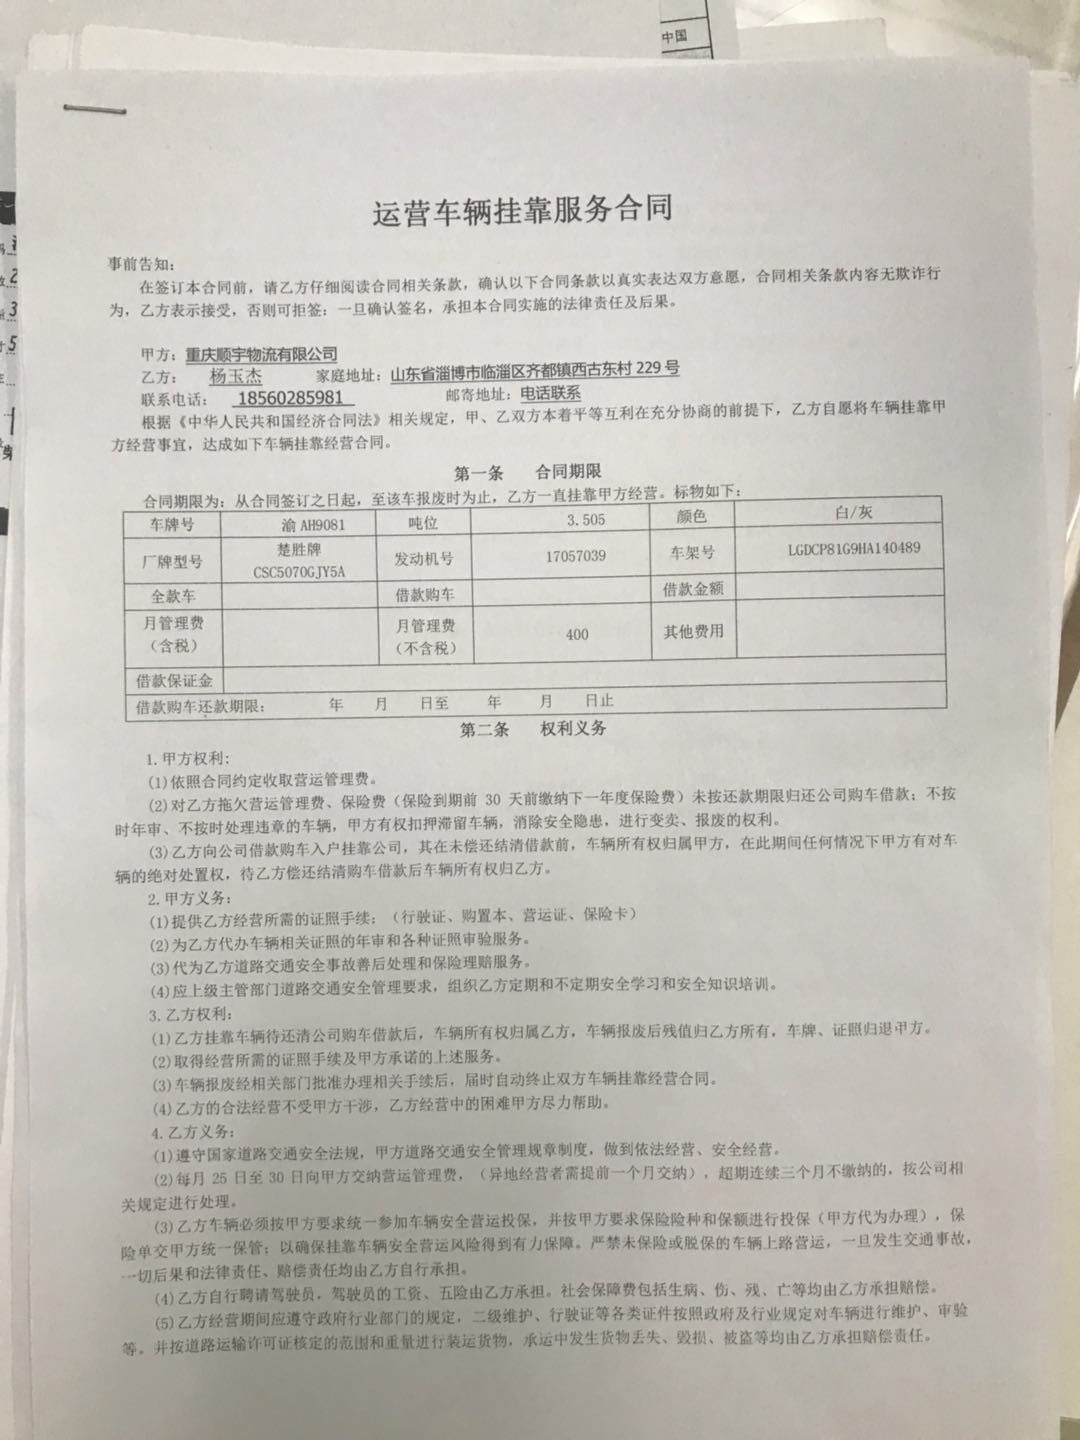 中国
运营车辆挂靠服务合同
事前告知：
在签订本合同前，请乙方仔细阅读合同相关条款，确认以下合同条款以真实表达双方意愿，合同相关条款内容无欺诈行
为，乙方表示接受，否则可拒签：一旦确认签名，承担本合同实施的法律责任及后果。
甲方：重庆顺宇物流有限公司
乙方： 杨玉杰 家庭地址：山东省淄博市临淄区齐都镇西古东村 229 号
联系电话： 18560285981 邮寄地址：电话联系
根据《中华人民共和国经济合同法》相关规定，甲、乙双方本着平等互利在充分协商的前提下，乙方自愿将车辆挂靠甲
方经营事宜，达成如下车辆挂靠经营合同。
第一条 合同期限
合同期限为：从合同签订之日起，至该车报废时为止，乙方一直挂靠甲方经营。标物如下：
车牌号 渝 AH9081 吨位 3.505 颜色 白/灰
厂牌型号 楚胜牌 CSC5070GJY5A 发动机号 17057039 车架号 LGDCP81G9HA140489
全款车 借款购车 借款金额
月管理费（含税） 月管理费（不含税） 400 其他费用
借款保证金
借款购车还款期限： 年 月 日至 年 月 日止
第二条 权利义务
1.甲方权利：
(1)依照合同约定收取营运管理费。
(2)对乙方拖欠营运管理费、保险费（保险到期前 30 天前缴纳下一年度保险费）未按还款期限归还公司购车借款；不按
时年审、不按时处理违章的车辆，甲方有权扣押滞留车辆，消除安全隐患，进行变卖、报废的权利。
(3)乙方向公司借款购车入户挂靠公司，其在未偿还结清借款前，车辆所有权归属甲方，在此期间任何情况下甲方有对车
辆的绝对处置权，待乙方偿还结清购车借款后车辆所有权归乙方。
2.甲方义务：
(1)提供乙方经营所需的证照手续；（行驶证、购置本、营运证、保险卡）
(2)为乙方代办车辆相关证照的年审和各种证照审验服务。
(3)代为乙方道路交通安全事故善后处理和保险理赔服务。
(4)应上级主管部门道路交通安全管理要求，组织乙方定期和不定期安全学习和安全知识培训。
3.乙方权利：
(1)乙方挂靠车辆待还清公司购车借款后，车辆所有权归属乙方，车辆报废后残值归乙方所有，车牌、证照归退甲方。
(2)取得经营所需的证照手续及甲方承诺的上述服务。
(3)车辆报废经相关部门批准办理相关手续后，届时自动终止双方车辆挂靠经营合同。
(4)乙方的合法经营不受甲方干涉，乙方经营中的困难甲方尽力帮助。
4.乙方义务：
(1)遵守国家道路交通安全法规，甲方道路交通安全管理规章制度，做到依法经营、安全经营。
(2)每月 25 日至 30 日向甲方交纳营运管理费，（异地经营者需提前一个月交纳），超期连续三个月不缴纳的，按公司相
关规定进行处理。
(3)乙方车辆必须按甲方要求统一参加车辆安全营运投保，并按甲方要求保险险种和保额进行投保（甲方代为办理），保
险单交甲方统一保管；以确保挂靠车辆安全营运风险得到有力保障。严禁未保险或脱保的车辆上路营运，一旦发生交通事故，
一切后果和法律责任、赔偿责任均由乙方自行承担。
(4)乙方自行聘请驾驶员，驾驶员的工资、五险由乙方承担。社会保障费包括生病、伤、残、亡等均由乙方承担赔偿。
(5)乙方经营期间应遵守政府行业部门的规定，二级维护、行驶证等各类证件按照政府及行业规定对车辆进行维护、审验
等。并按道路运输许可证核定的范围和重量进行装运货物，承运中发生货物丢失、毁损、被盗等均由乙方承担赔偿责任。